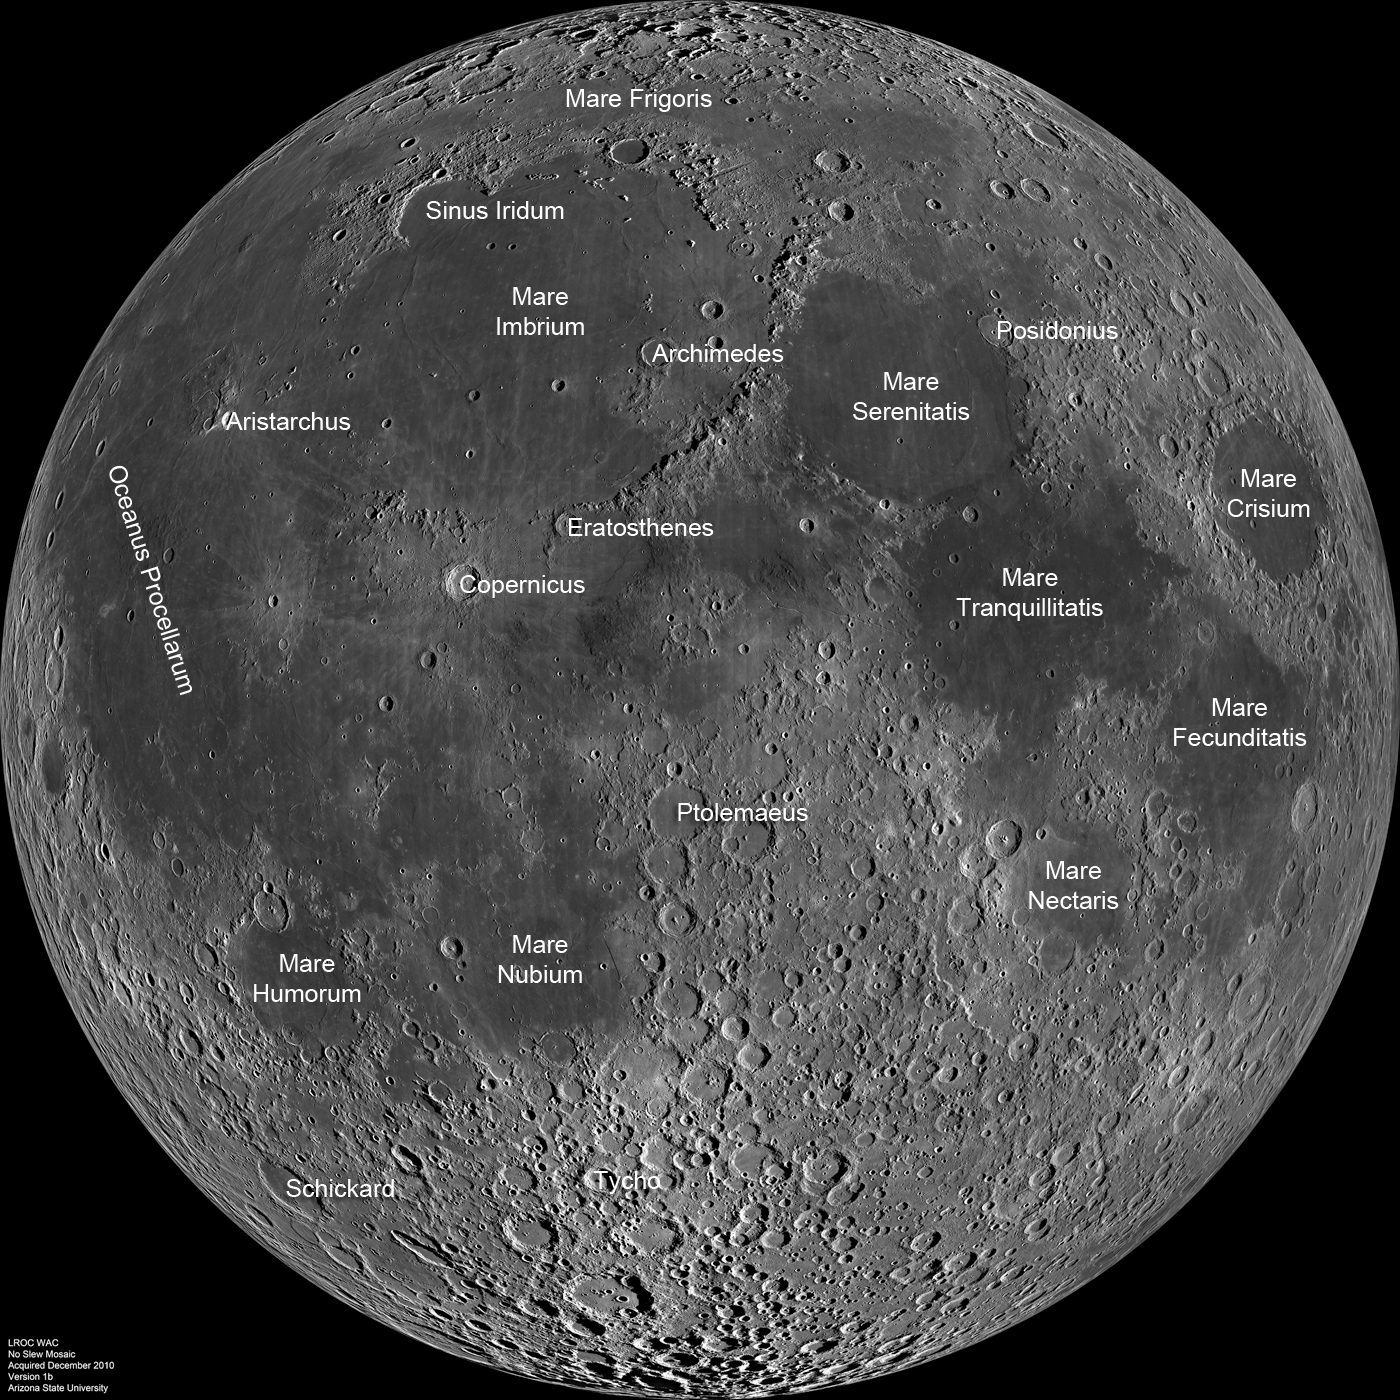 Mare Frigoris
Sinus Iridum
Mare
Imbrium
Posidonius
Archimedes
Mare
Serenitatis
Aristarchus
Mare
Crisium
Oceanus Procellarum
Eratosthenes
Copernicus
Mare
Tranquillitatis
Mare
Fecunditatis
Ptolemaeus
Mare
Nectaris
Mare
Nubium
Mare
Humorum
Tycho
Schickard
LROC WAC
No Slew Mosaic
Acquired December 2010
Version 1b
Arizona State University